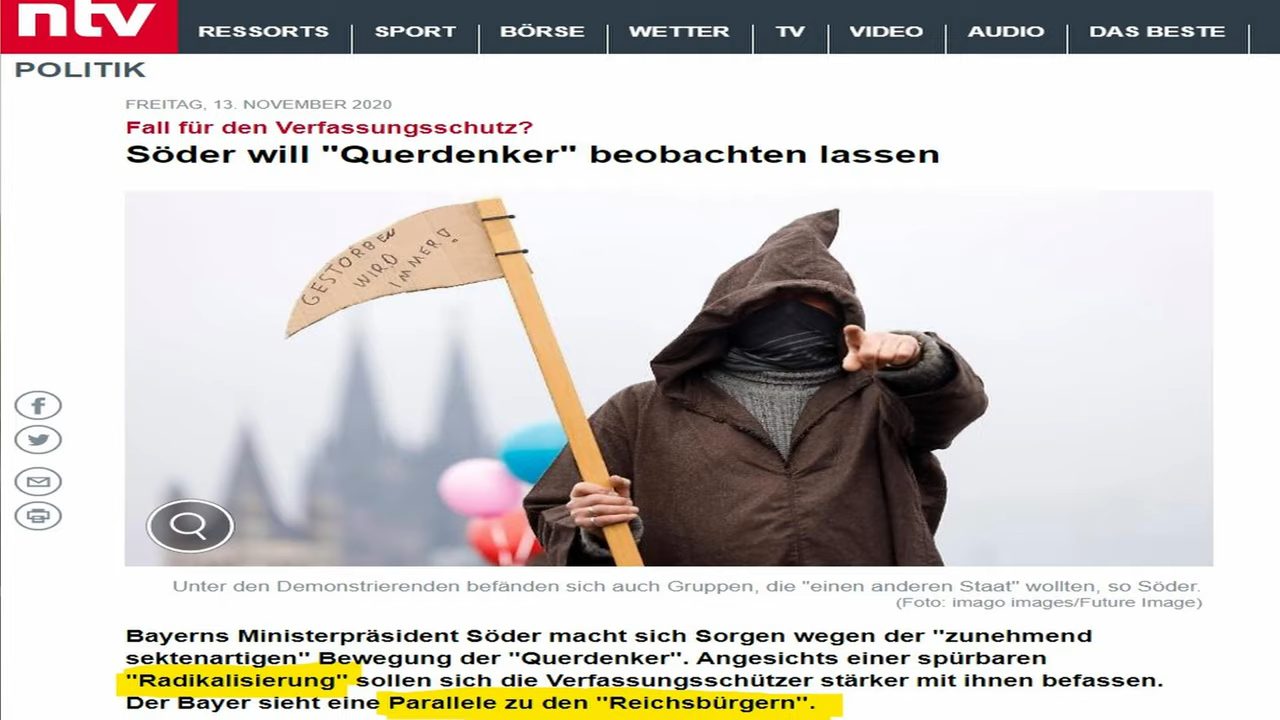 ntv RESSORTS SPORT BÖRSE WETTER TV VIDEO AUDIO DAS BESTE
POLITIK
FREITAG, 13. NOVEMBER 2020
Fall für den Verfassungsschutz?
Söder will "Querdenker" beobachten lassen
GESTORBEN
WIRD
IMMER!
Unter den Demonstrierenden befänden sich auch Gruppen, die "einen anderen Staat" wollten, so Söder.
(Foto: imago images/Future Image)
Bayerns Ministerpräsident Söder macht sich Sorgen wegen der "zunehmend
sektenartigen" Bewegung der "Querdenker". Angesichts einer spürbaren
"Radikalisierung" sollen sich die Verfassungsschützer stärker mit ihnen befassen.
Der Bayer sieht eine Parallele zu den "Reichsbürgern".